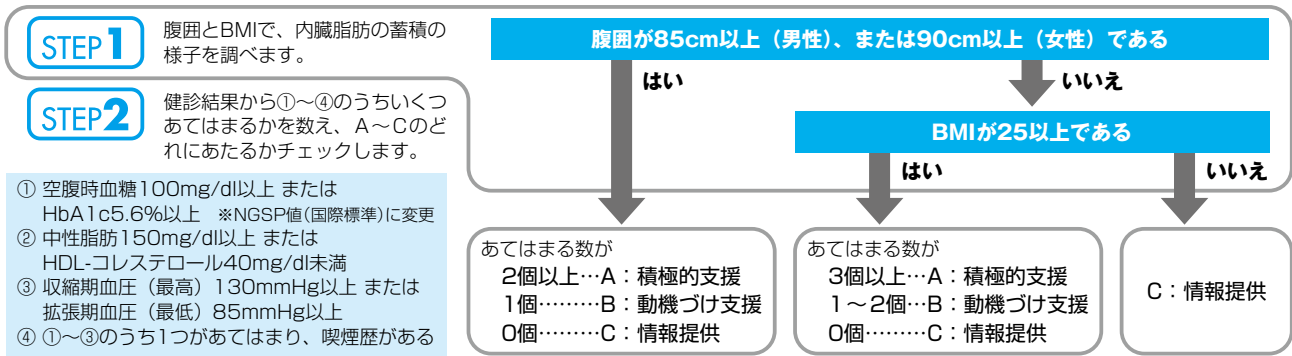 STEP1
腹囲とBMIで、内臓脂肪の蓄積の
様子を調べます。
STEP2
健診結果から①～④のうちいくつ
あてはまるかを数え、A～Cのど
れにあたるかチェックします。
① 空腹時血糖100mg/dl以上 または
HbA1c5.6%以上 ※NGSP値(国際標準)に変更
② 中性脂肪150mg/dl以上 または
HDL-コレステロール40mg/dl未満
③ 収縮期血圧（最高）130mmHg以上 または
拡張期血圧（最低）85mmHg以上
④ ①～③のうち1つがあてはまり、喫煙歴がある
腹囲が85cm以上（男性）、または90cm以上（女性）である
はい
いいえ
BMIが25以上である
はい
いいえ
あてはまる数が
2個以上…A：積極的支援
1個………B：動機づけ支援
0個………C：情報提供
あてはまる数が
3個以上…A：積極的支援
1～2個…B：動機づけ支援
0個………C：情報提供
C：情報提供